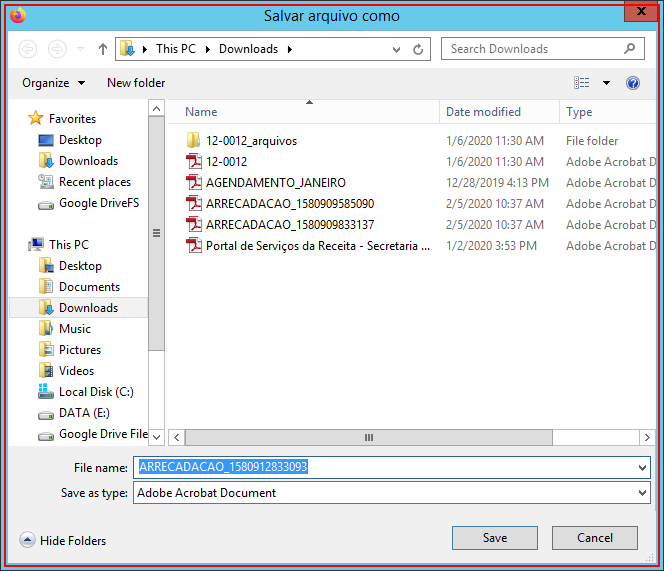 Salvar arquivo como
This PC Downloads
Search Downloads
Organize New folder
Name Date modified Type
Favorites
Desktop
Downloads
Recent places
Google DriveFS
This PC
Desktop
Documents
Downloads
Music
Pictures
Videos
Local Disk (C:)
DATA (E:)
Google Drive File
12-0012_arquivos 1/6/2020 11:30 AM File folder
12-0012 1/6/2020 11:30 AM Adobe Acrobat D
AGENDAMENTO_JANEIRO 12/28/2019 4:13 PM Adobe Acrobat D
ARRECADACAO_1580909585090 2/5/2020 10:37 AM Adobe Acrobat D
ARRECADACAO_1580909833137 2/5/2020 10:37 AM Adobe Acrobat D
Portal de Serviços da Receita - Secretaria ... 1/2/2020 3:53 PM Adobe Acrobat D
File name: ARRECADACAO_1580912833093
Save as type: Adobe Acrobat Document
Hide Folders
Save Cancel